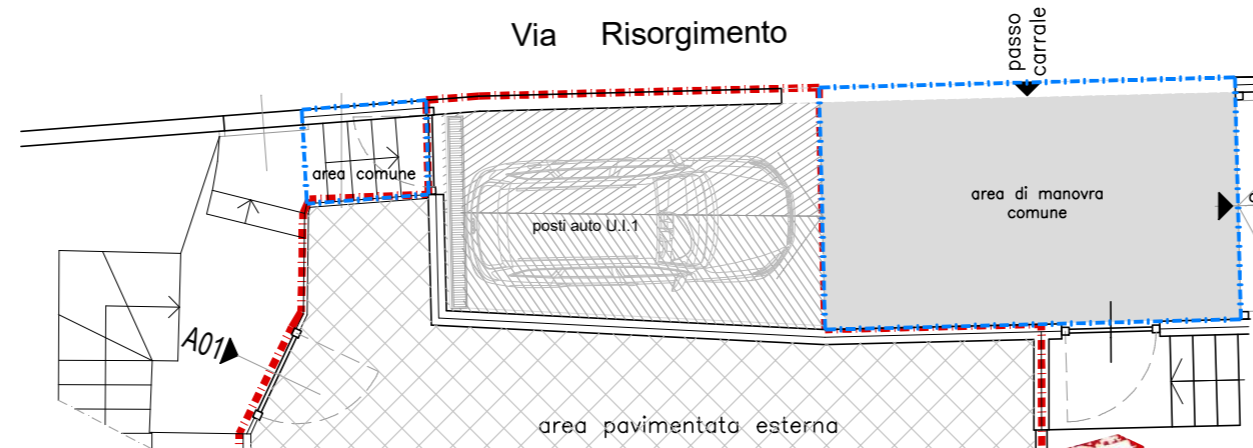 Via Risorgimento
passo
carrale
area comune
area di manovra
comune
posti auto U.I.1
A01
area pavimentata esterna